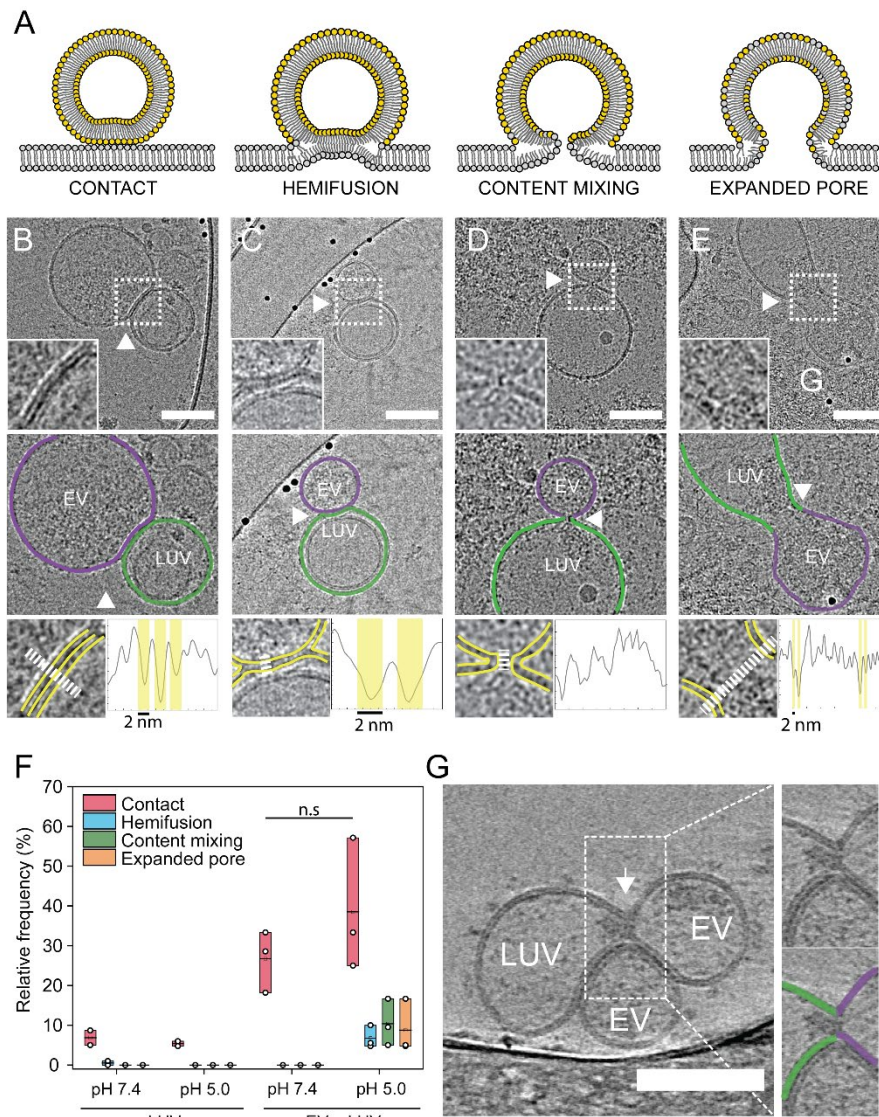 A
CONTACT
HEMIFUSION
CONTENT MIXING
EXPANDED POREB
C
D
E
G
EV
LUV
EV
LUV
EV
LUV
LUV
EV
2 nm
2 nm
2 nm
F
70
60
50
40
30
20
10
0
Relative frequency (%)
Contact
Hemifusion
Content mixing
Expanded pore
n.s
pH 7.4
pH 5.0
pH 7.4
pH 5.0
G
LUV
EV
EV